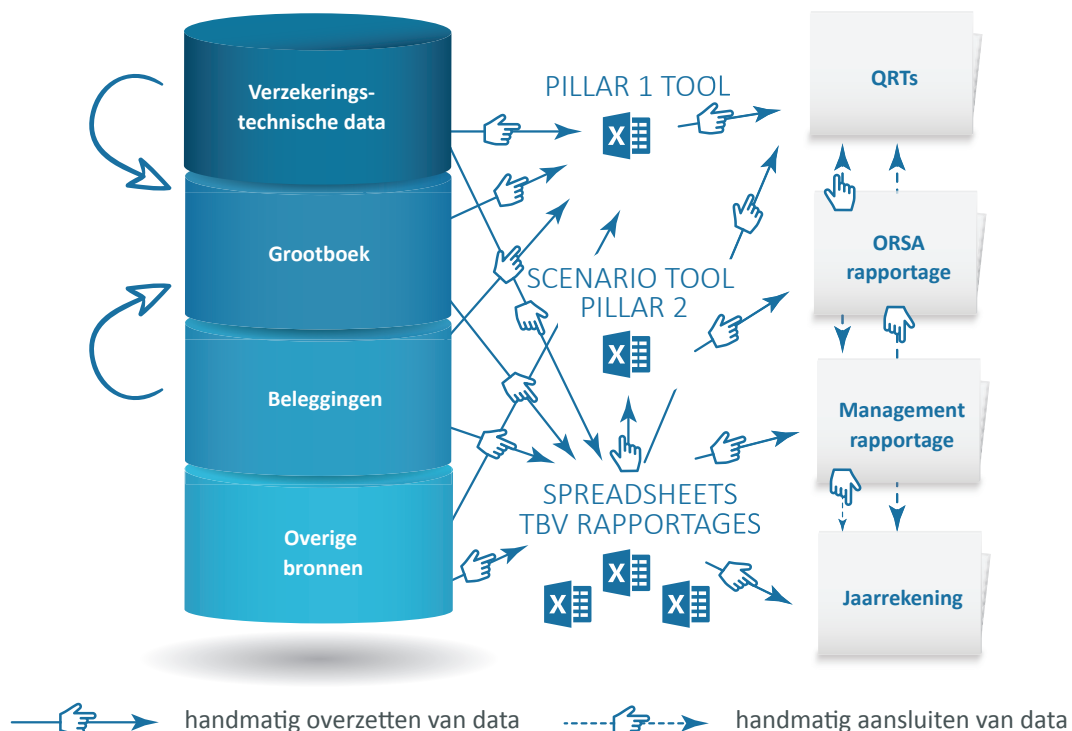 Verzekerings-
technische data
Grootboek
Beleggingen
Overige
bronnen
PILLAR 1 TOOL
X
SCENARIO TOOL
PILLAR 2
X
SPREADSHEETS
TBV RAPPORTAGES
X
X
X
QRTs
ORSA
rapportage
Management
rapportage
Jaarrekening
handmatig overzetten van data
handmatig aansluiten van data